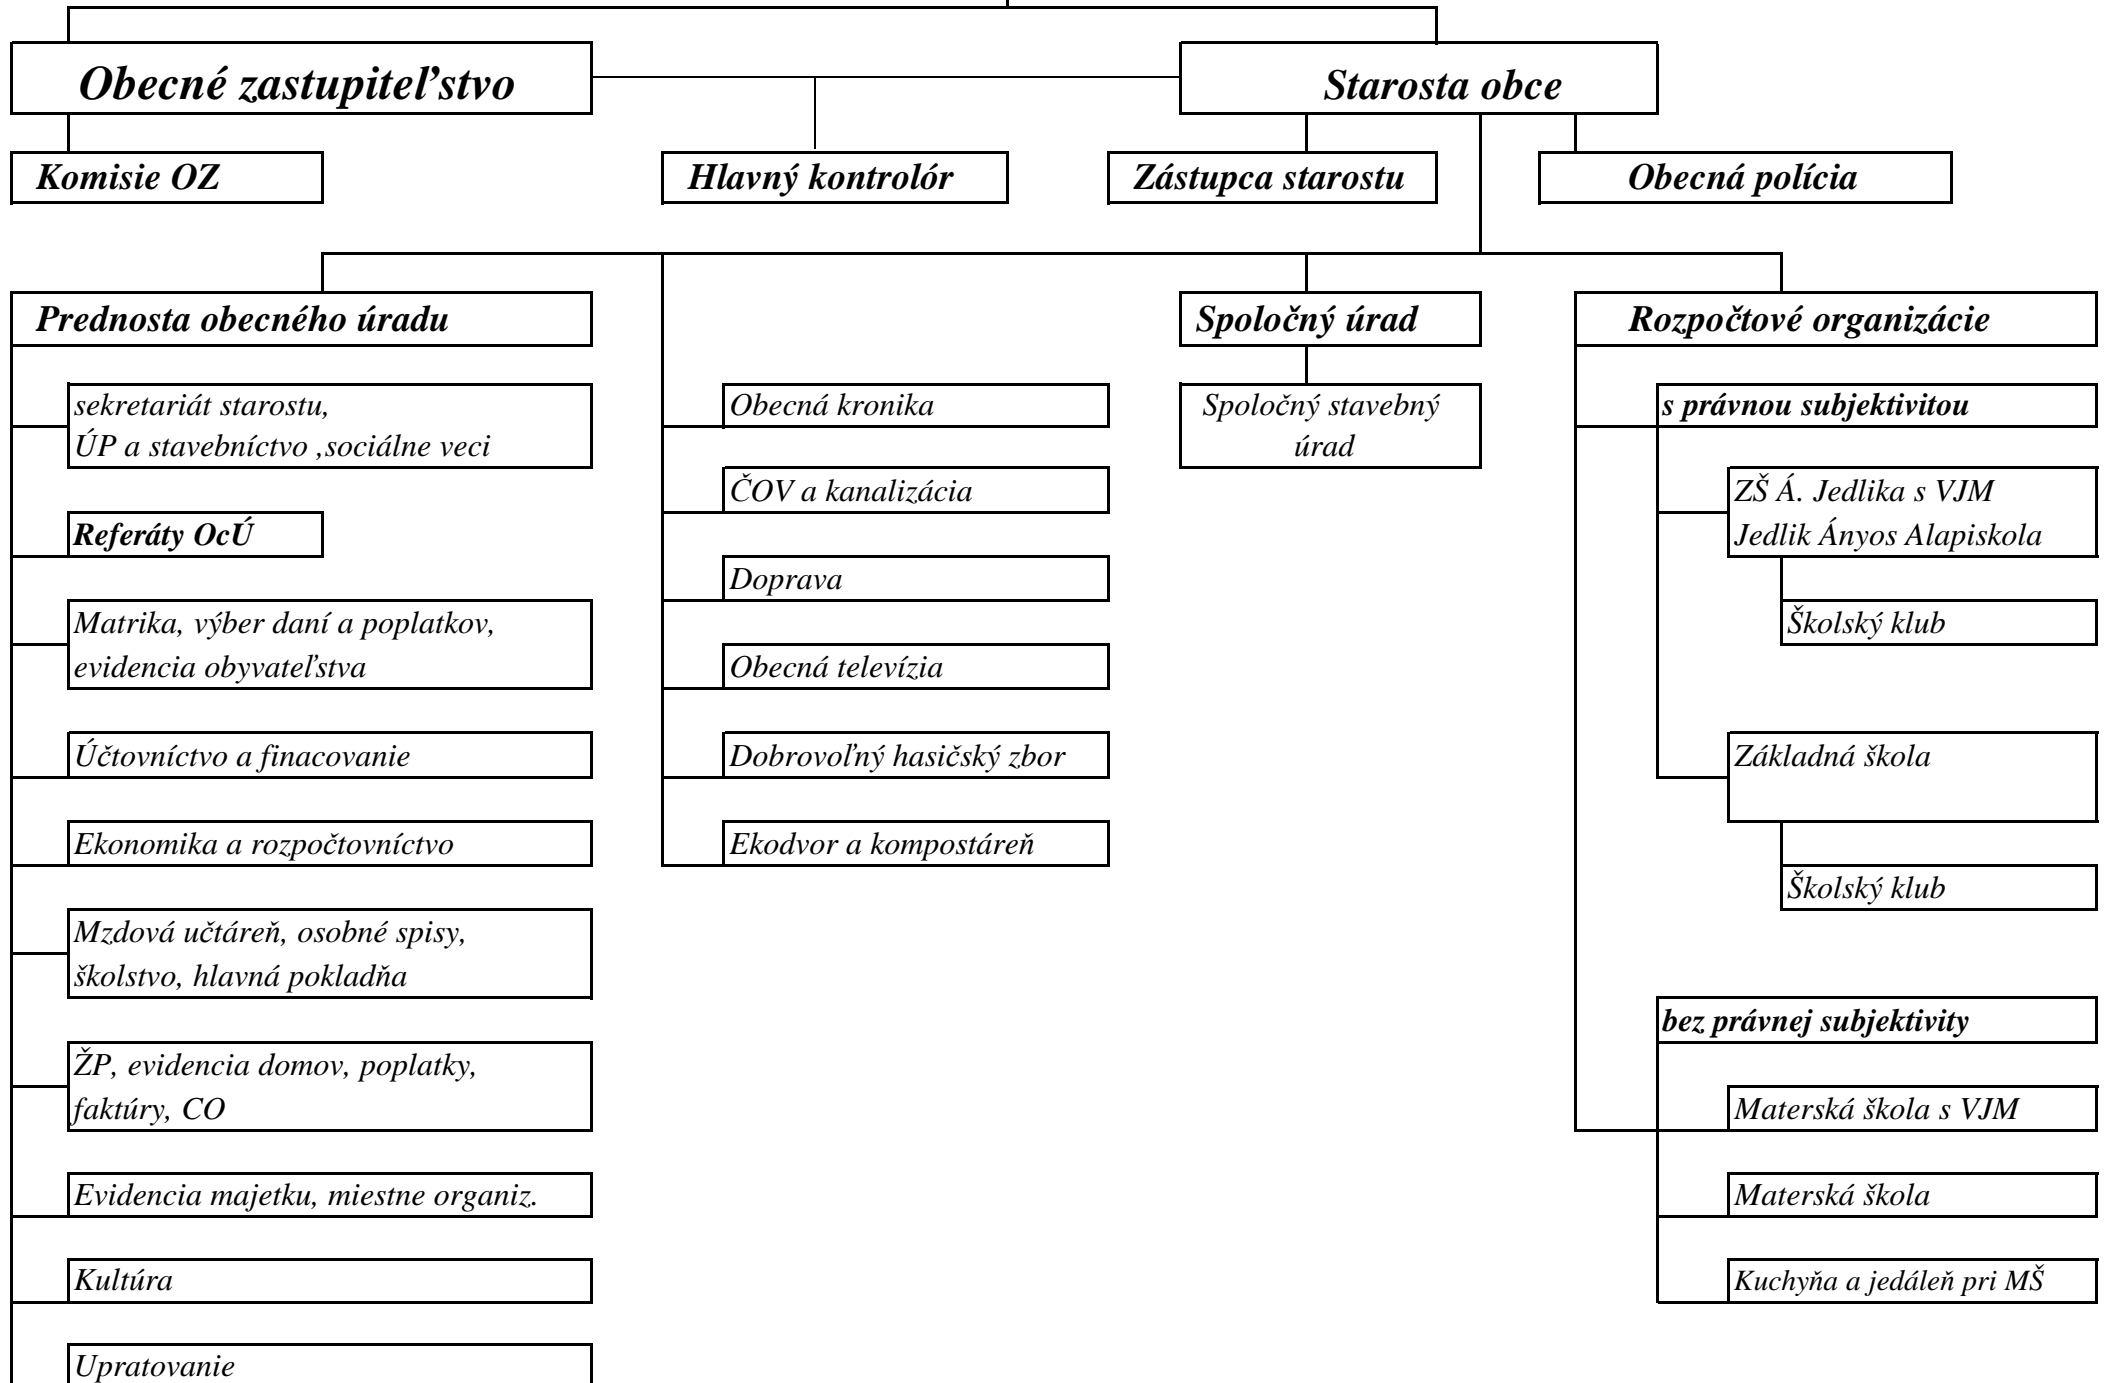 Obecné zastupiteľstvo
Starosta obce
Komisie OZ
Hlavný kontrolór
Zástupca starostu
Obecná polícia
Prednosta obecného úradu
Spoločný úrad
Rozpočtové organizácie
sekretariát starostu,
ÚP a stavebníctvo ,sociálne veci
Referáty OcÚ
Matrika, výber daní a poplatkov,
evidencia obyvateľstva
Účtovníctvo a finacovanie
Ekonomika a rozpočtovníctvo
Mzdová učtáreň, osobné spisy,
školstvo, hlavná pokladňa
ŽP, evidencia domov, poplatky,
faktúry, CO
Evidencia majetku, miestne organiz.
Kultúra
Upratovanie
Obecná kronika
ČOV a kanalizácia
Doprava
Obecná televízia
Dobrovoľný hasičský zbor
Ekodvor a kompostáreň
Spoločný stavebný
úrad
s právnou subjektivitou
ZŠ Á. Jedlika s VJM
Jedlik Ányos Alapiskola
Školský klub
Základná škola
Školský klub
bez právnej subjektivity
Materská škola s VJM
Materská škola
Kuchyňa a jedáleň pri MŠ